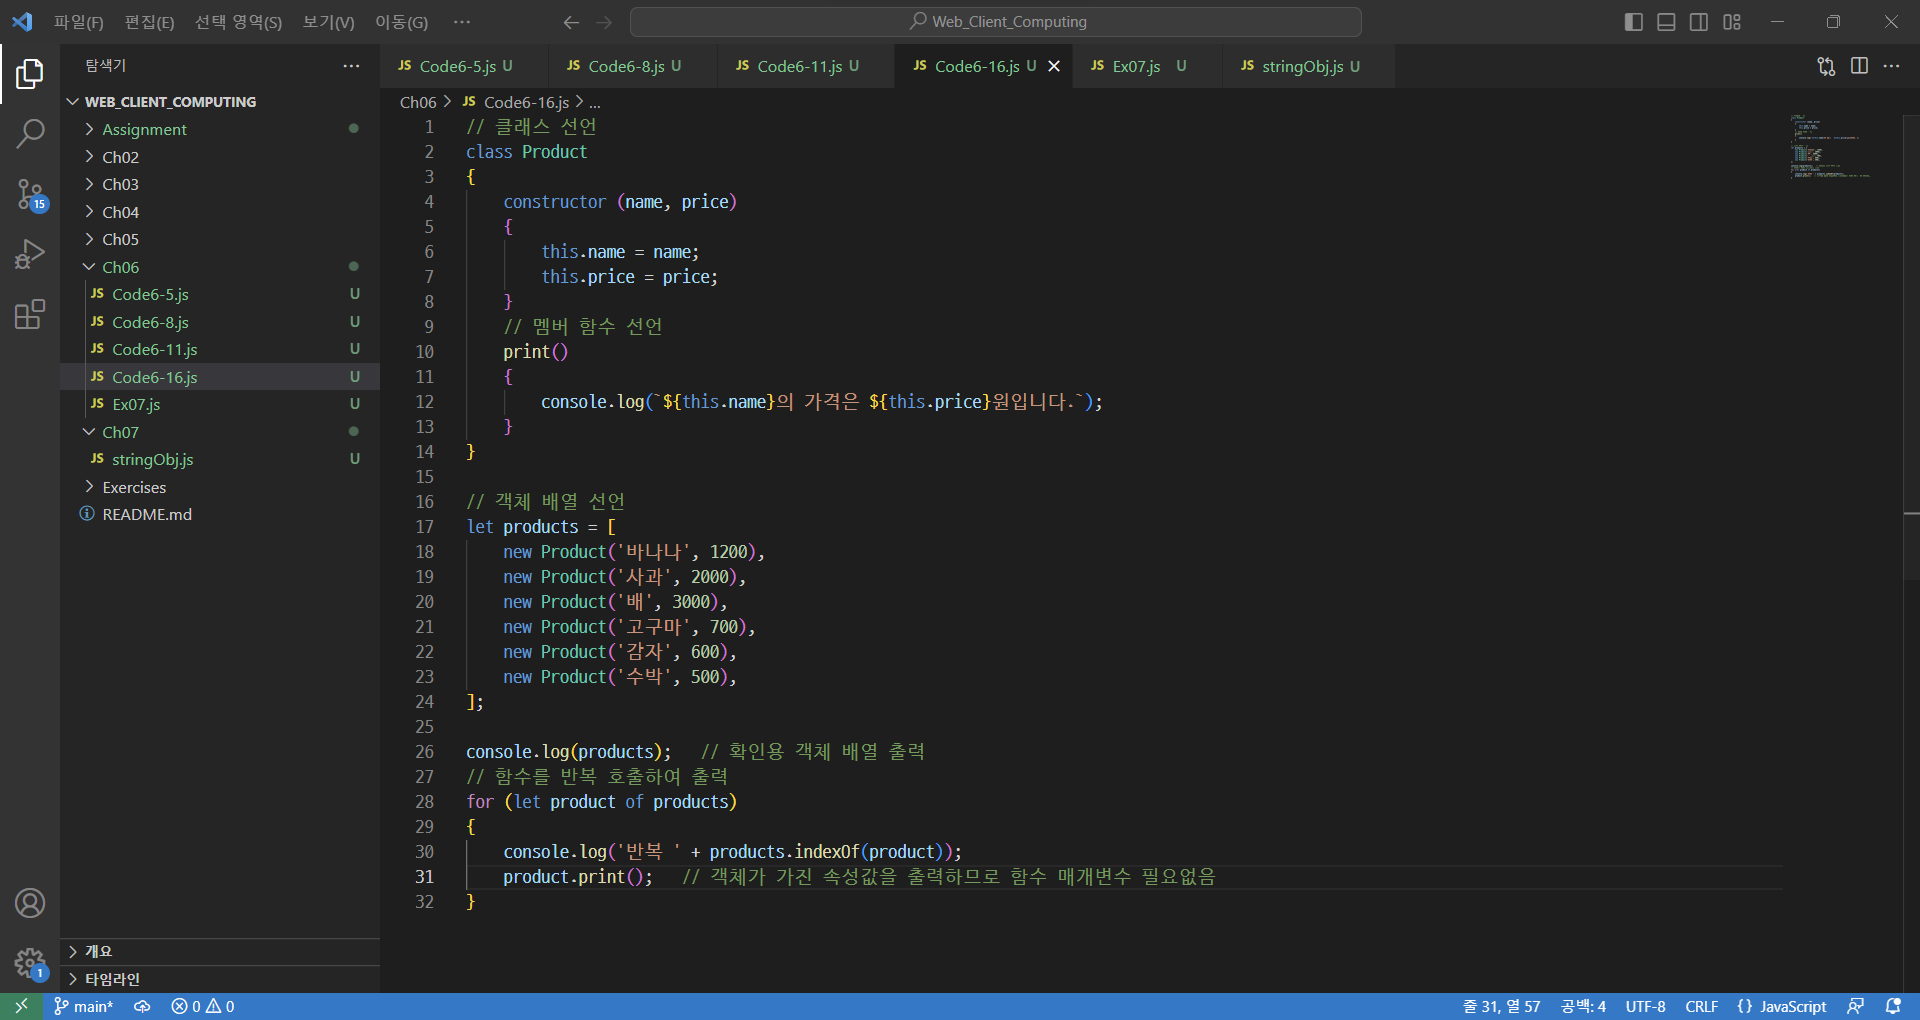 파일(F) 편집(E) 선택 영역(S) 보기(V) 이동(G) ··· Web_Client_Computing
탐색기 ···
JS Code6-5.js U JS Code6-8.js U JS Code6-11.js U JS Code6-16.js U JS Ex07.js U JS stringObj.js U
WEB_CLIENT_COMPUTING
Assignment
Ch02
Ch03
Ch04
Ch05
Ch06
JS Code6-5.js U
JS Code6-8.js U
JS Code6-11.js U
JS Code6-16.js U
JS Ex07.js U
Ch07
JS stringObj.js U
Exercises
README.md
개요
타임라인
15
1
Ch06 > JS Code6-16.js > ...
1 // 클래스 선언
2 class Product
3 {
4 constructor (name, price)
5 {
6 this.name = name;
7 this.price = price;
8 }
9 // 멤버 함수 선언
10 print()
11 {
12 console.log(`${this.name}의 가격은 ${this.price}원입니다.`);
13 }
14 }
15
16 // 객체 배열 선언
17 let products = [
18 new Product('바나나', 1200),
19 new Product('사과', 2000),
20 new Product('배', 3000),
21 new Product('고구마', 700),
22 new Product('감자', 600),
23 new Product('수박', 500),
24 ];
25
26 console.log(products); // 확인용 객체 배열 출력
27 // 함수를 반복 호출하여 출력
28 for (let product of products)
29 {
30 console.log('반복 ' + products.indexOf(product));
31 product.print(); // 객체가 가진 속성값을 출력하므로 함수 매개변수 필요없음
32 }
main* 0 0 줄 31, 열 57 공백: 4 UTF-8 CRLF {} JavaScript